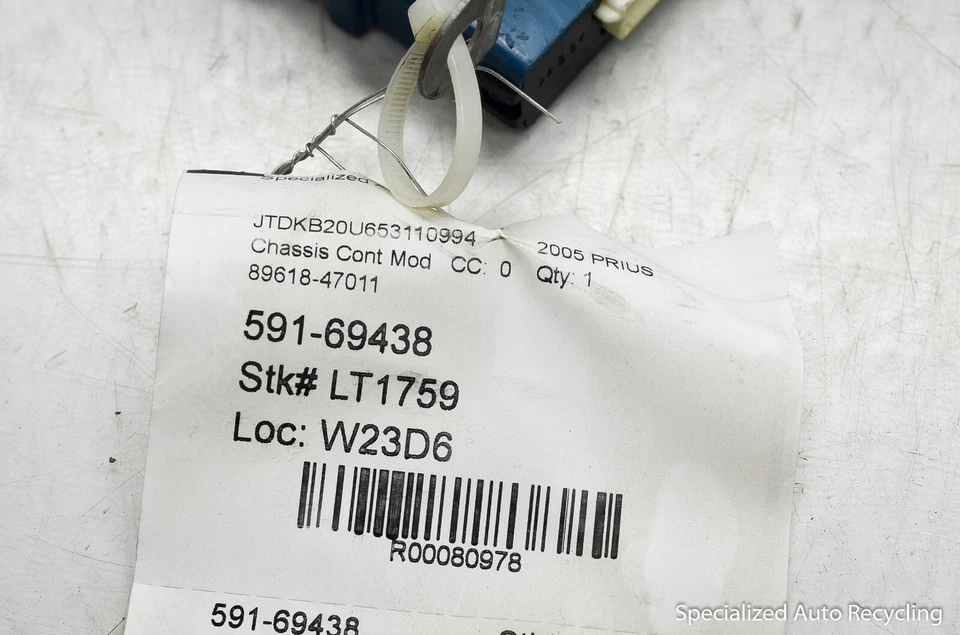 Specialized
JTDKB20U653110994 2005 PRIUS
Chassis Cont Mod CC: 0 Qty: 1
89618-47011
591-69438
Stk# LT1759
Loc: W23D6
R00080978
591-69438
Specialized Auto Recycling